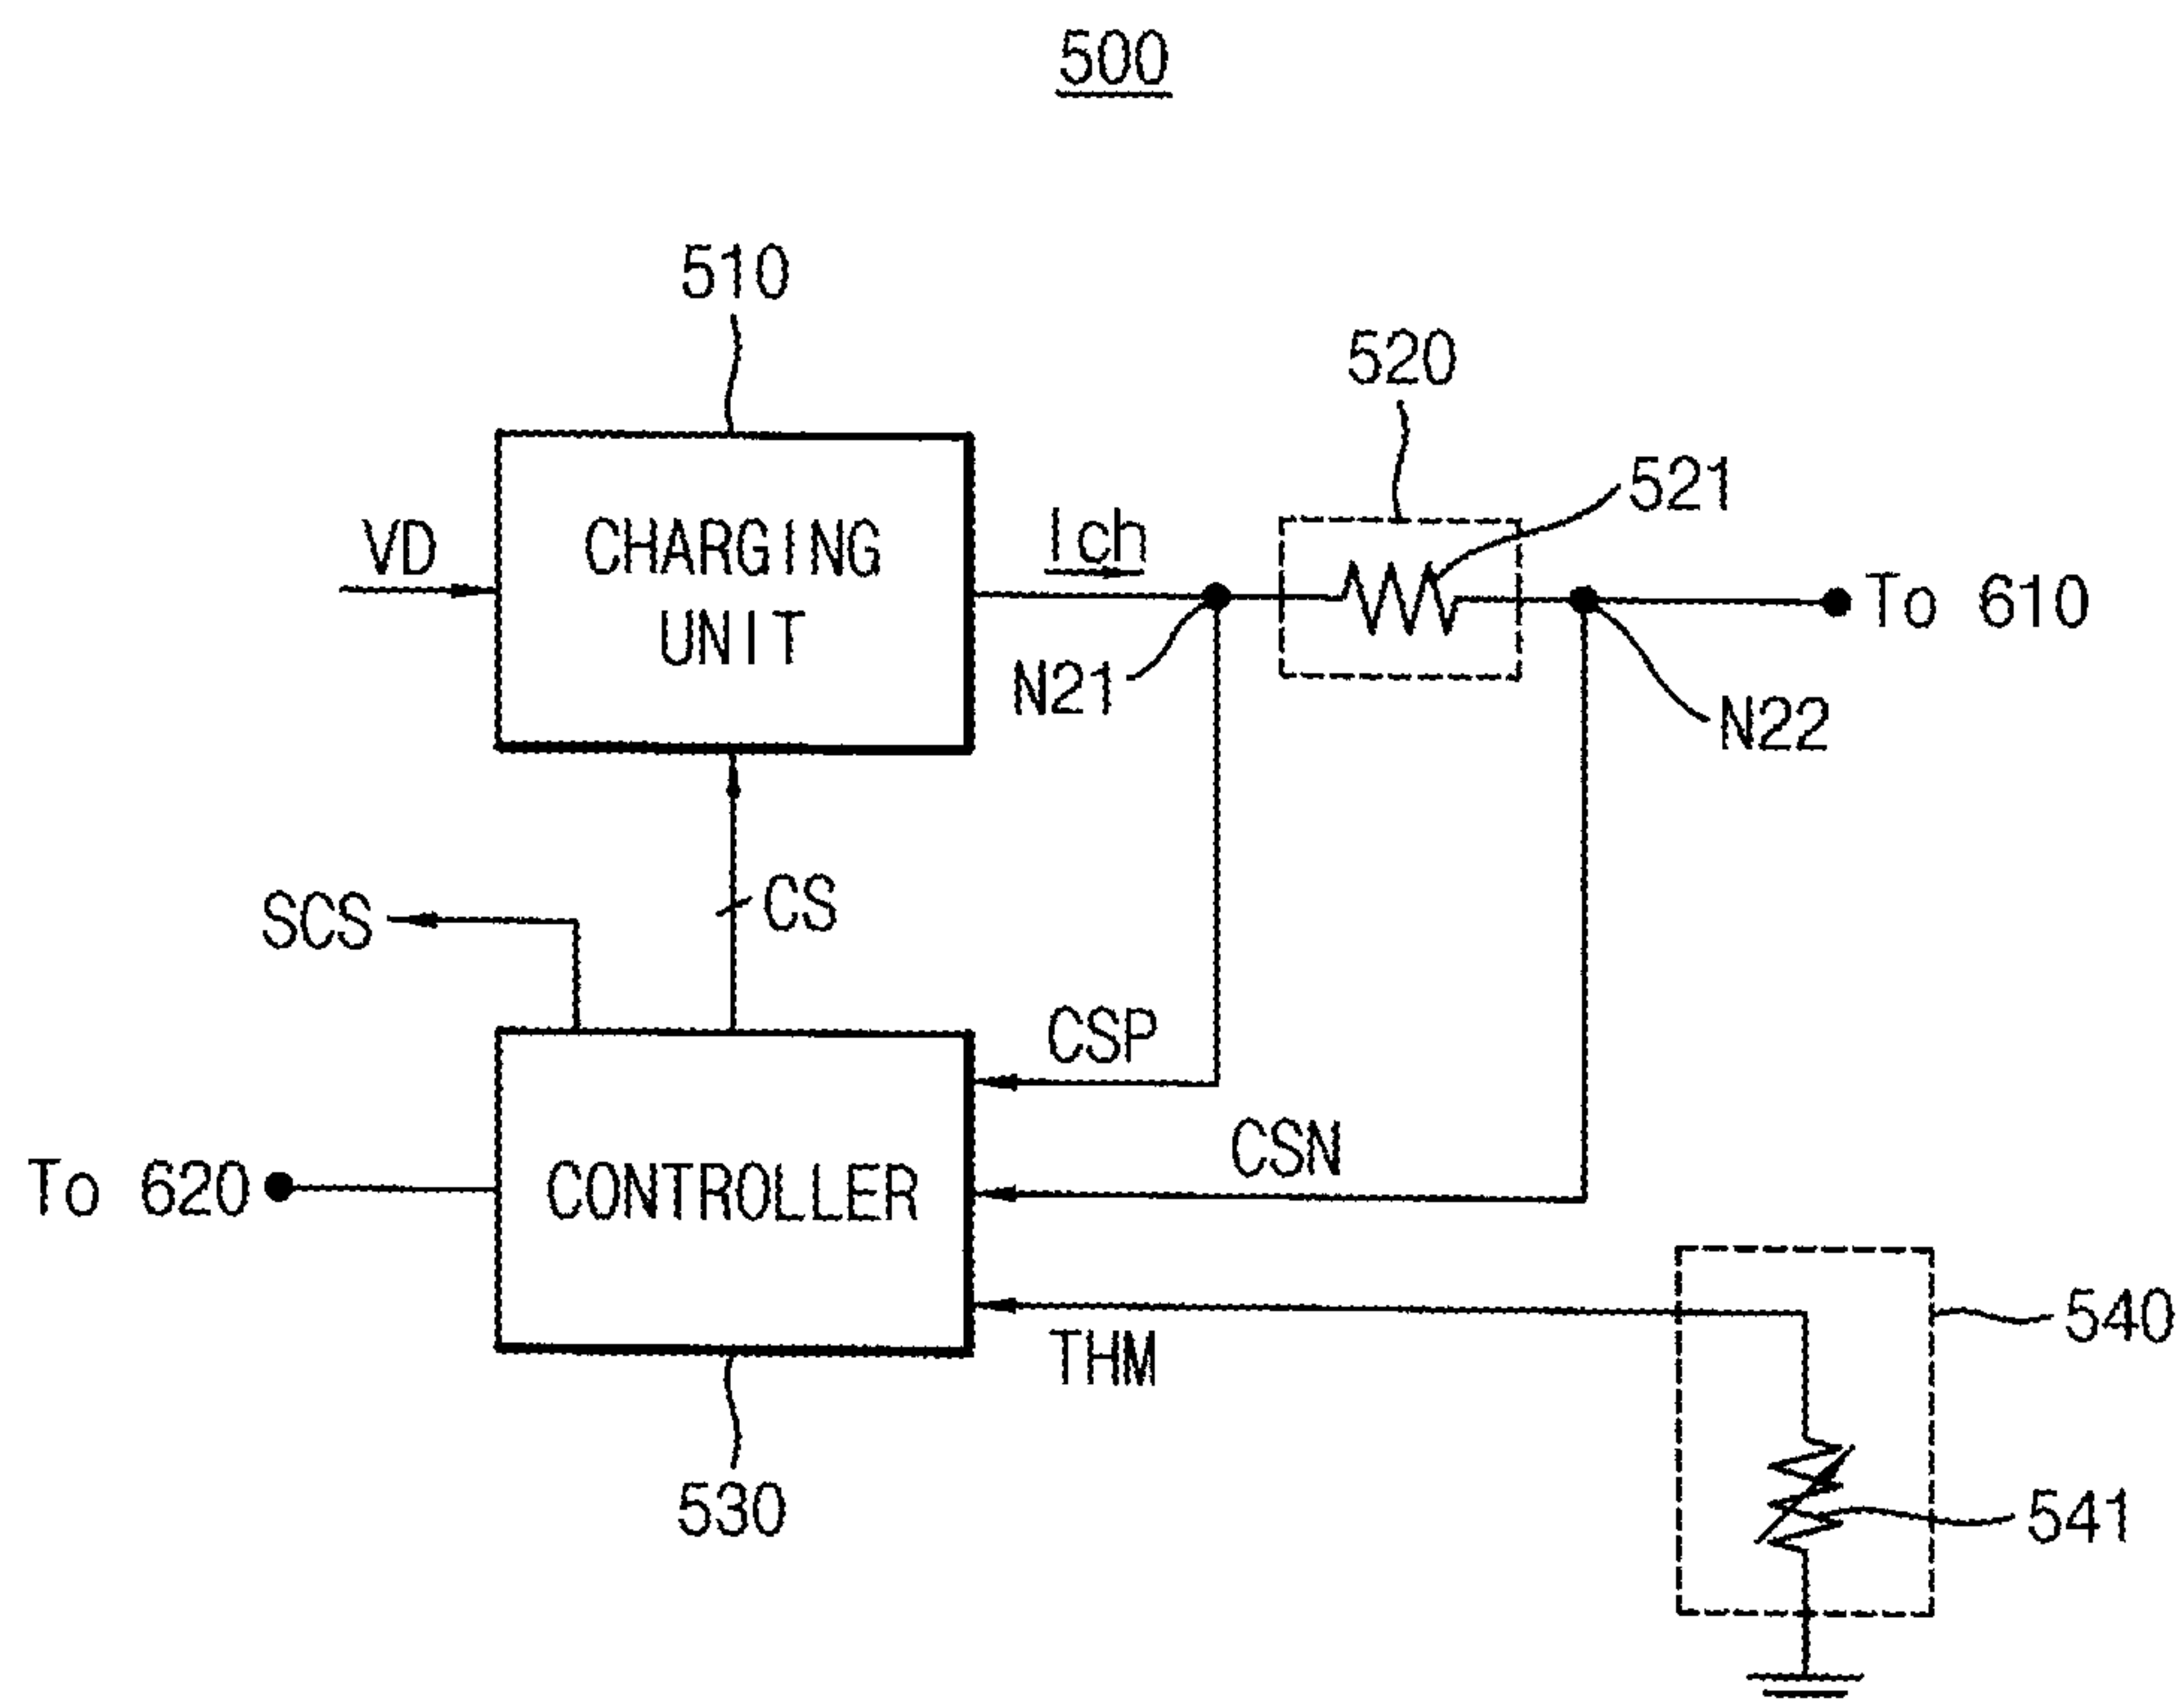 500
510
520
521
VD
CHARGING
UNIT
Ich
To 610
N21
N22
SCS
CS
CSP
CSN
To 620
CONTROLLER
THM
540
541
530